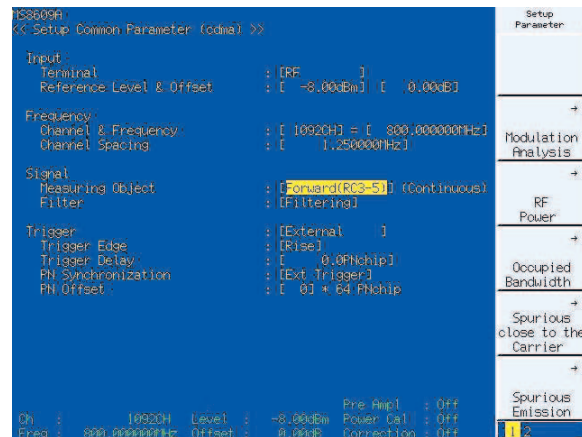 MS8609A
<< Setup Common Parameter (cdma) >>
Input
Terminal : [RF ]
Reference Level & Offset : [ -8.00dBm] [ 0.00dB]
Frequency
Channel & Frequency : [ 1092CH] = [ 800.000000MHz]
Channel Spacing : [ 1.250000MHz]
Signal
Measuring Object : [Forward(RC3-5)] (Continuous)
Filter : [Filtering]
Trigger : [External ]
Trigger Edge : [Rise]
Trigger Delay : [ 0.0PNchip]
PN Synchronization : [Ext Trigger]
PN Offset : [ 0] * 64 PNchip
Pre Ampl : Off
Ch : 1092CH Level : -8.00dBm Power Cal : Off
Freq : 800.000000MHz Offset : 0.00dB Correction : Off
Setup
Parameter
→
Modulation
Analysis
→
RF
Power
→
Occupied
Bandwidth
→
Spurious
close to the
Carrier
→
Spurious
Emission
1 2